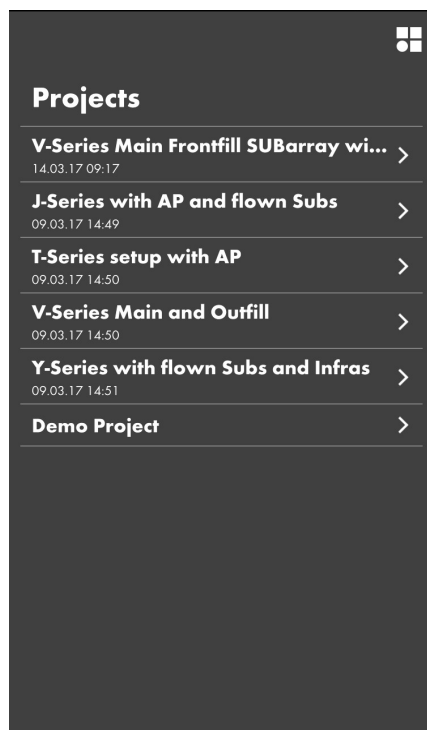 Projects
V-Series Main Frontfill SUBarray wi...
14.03.17 09:17
J-Series with AP and flown Subs
09.03.17 14:49
T-Series setup with AP
09.03.17 14:50
V-Series Main and Outfill
09.03.17 14:50
Y-Series with flown Subs and Infras
09.03.17 14:51
Demo Project